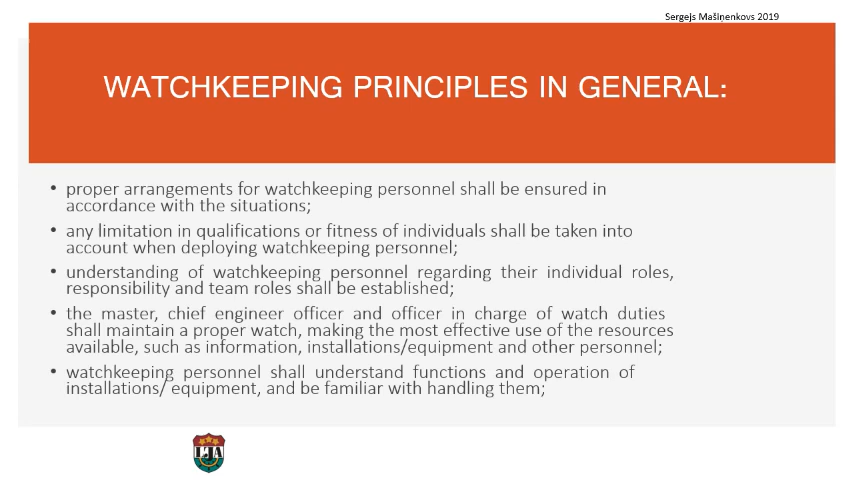 Sergejs Mašiņenkovs 2019
WATCHKEEPING PRINCIPLES IN GENERAL:
• proper arrangements for watchkeeping personnel shall be ensured in
accordance with the situations;
• any limitation in qualifications or fitness of individuals shall be taken into
account when deploying watchkeeping personnel;
• understanding of watchkeeping personnel regarding their individual roles,
responsibility and team roles shall be established;
• the master, chief engineer officer and officer in charge of watch duties
shall maintain a proper watch, making the most effective use of the resources
available, such as information, installations/equipment and other personnel;
• watchkeeping personnel shall understand functions and operation of
installations/ equipment, and be familiar with handling them;
LJA